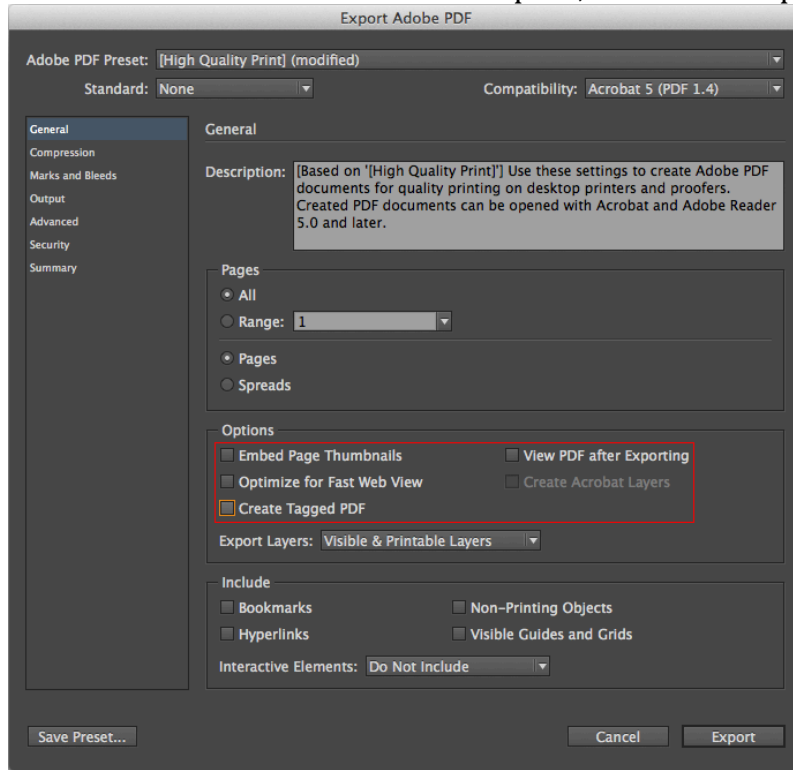 Export Adobe PDF
Adobe PDF Preset: [High Quality Print] (modified)
Standard: None Compatibility: Acrobat 5 (PDF 1.4)
General
Compression
Marks and Bleeds
Output
Advanced
Security
Summary
General
Description: [Based on '[High Quality Print]'] Use these settings to create Adobe PDF
documents for quality printing on desktop printers and proofers.
Created PDF documents can be opened with Acrobat and Adobe Reader
5.0 and later.
Pages
All
Range: 1
Pages
Spreads
Options
Embed Page Thumbnails View PDF after Exporting
Optimize for Fast Web View Create Acrobat Layers
Create Tagged PDF
Export Layers: Visible & Printable Layers
Include
Bookmarks Non-Printing Objects
Hyperlinks Visible Guides and Grids
Interactive Elements: Do Not Include
Save Preset... Cancel Export